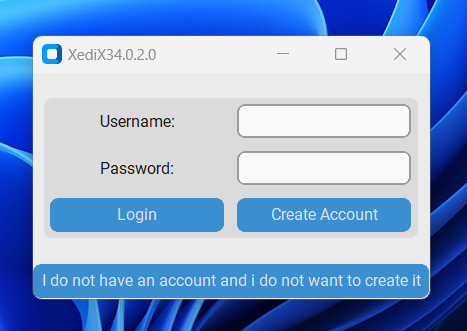 XediX34.0.2.0
Username:
Password:
Login Create Account
I do not have an account and i do not want to create it